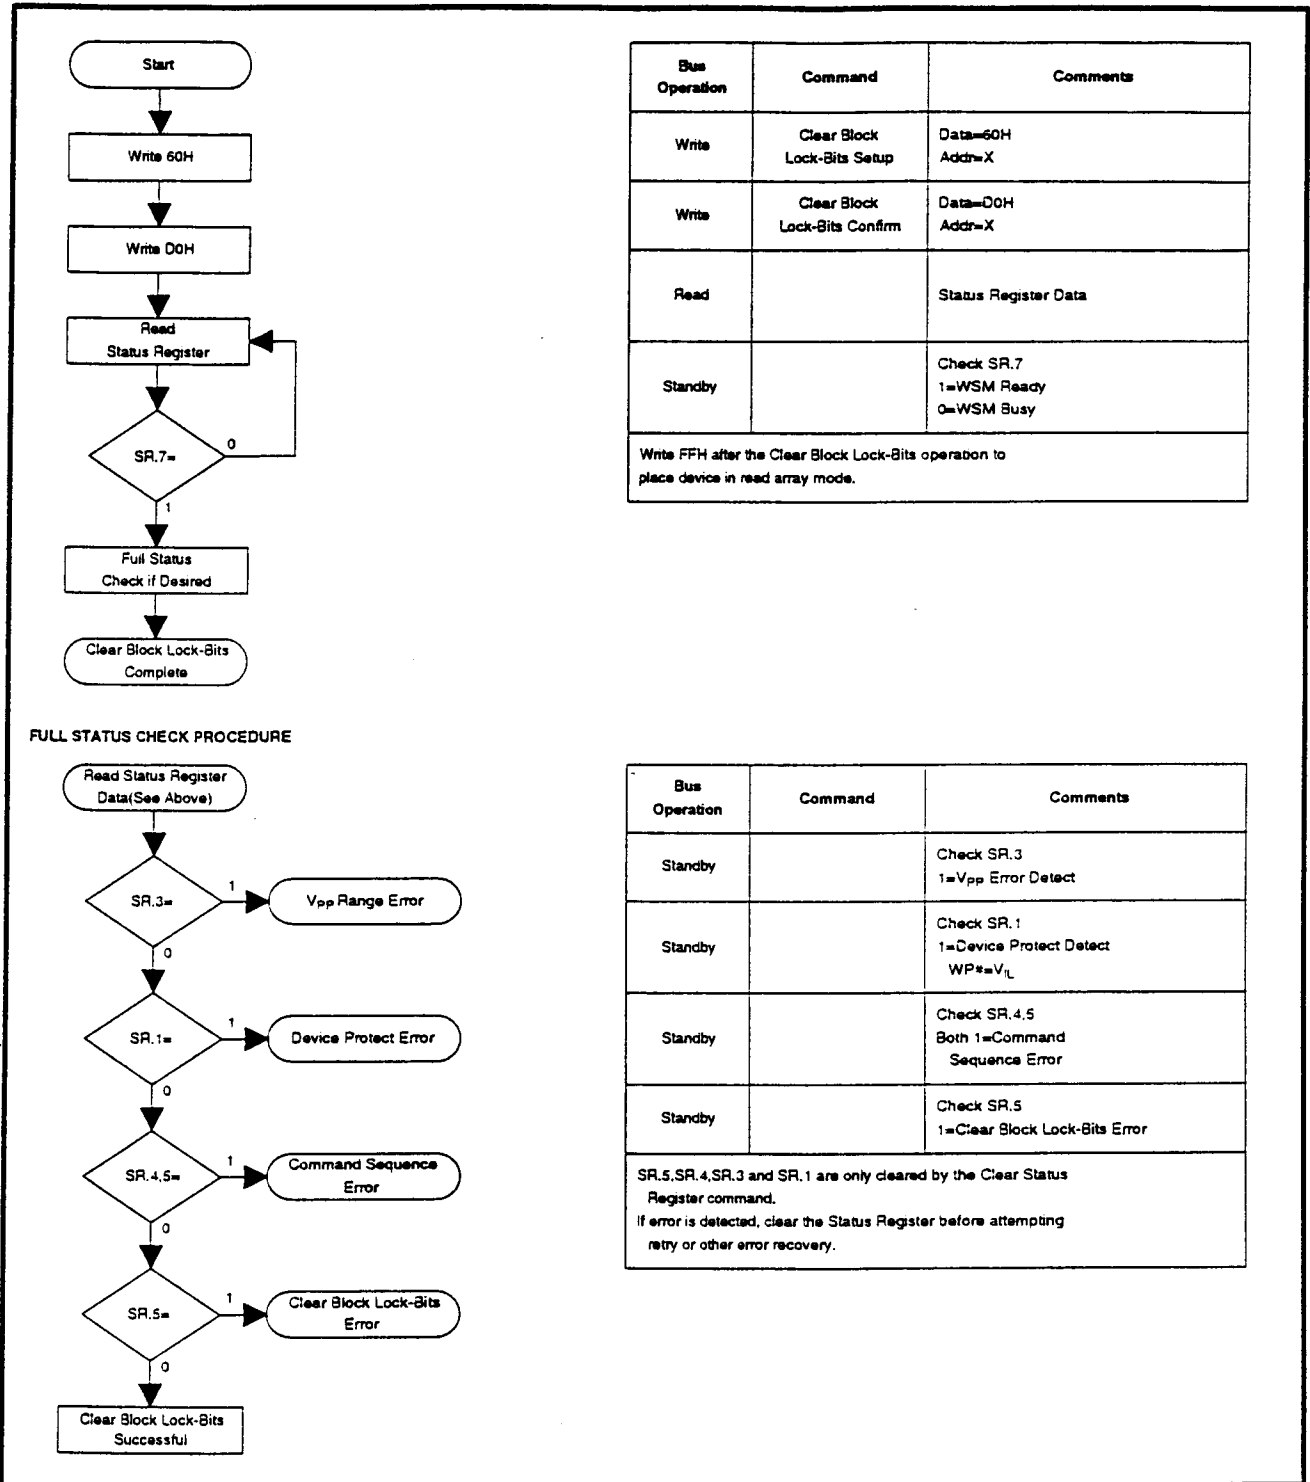 Start
Write 60H
Write D0H
Read
Status Register
SR.7=
0
1
Full Status
Check if Desired
Clear Block Lock-Bits
Complete
Bus
Operation
Command
Comments
Write
Clear Block
Lock-Bits Setup
Data=60H
Addr=X
Write
Clear Block
Lock-Bits Confirm
Data=D0H
Addr=X
Read
Status Register Data
Standby
Check SR.7
1=WSM Ready
0=WSM Busy
Write FFH after the Clear Block Lock-Bits operation to
place device in read array mode.
FULL STATUS CHECK PROCEDURE
Read Status Register
Data(See Above)
SR.3=
1
VPP Range Error
0
SR.1=
1
Device Protect Error
0
SR.4,5=
1
Command Sequence
Error
0
SR.5=
1
Clear Block Lock-Bits
Error
0
Clear Block Lock-Bits
Successful
Bus
Operation
Command
Comments
Standby
Check SR.3
1=VPP Error Detect
Standby
Check SR.1
1=Device Protect Detect
WP#=VIL
Standby
Check SR.4,5
Both 1=Command
Sequence Error
Standby
Check SR.5
1=Clear Block Lock-Bits Error
SR.5,SR.4,SR.3 and SR.1 are only cleared by the Clear Status
Register command.
If error is detected, clear the Status Register before attempting
retry or other error recovery.